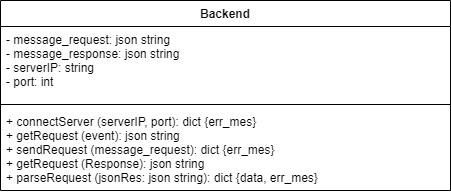 Backend
- message_request: json string
- message_response: json string
- serverIP: string
- port: int
+ connectServer (serverIP, port): dict {err_mes}
+ getRequest (event): json string
+ sendRequest (message_request): dict {err_mes}
+ getRequest (Response): json string
+ parseRequest (jsonRes: json string): dict {data, err_mes}